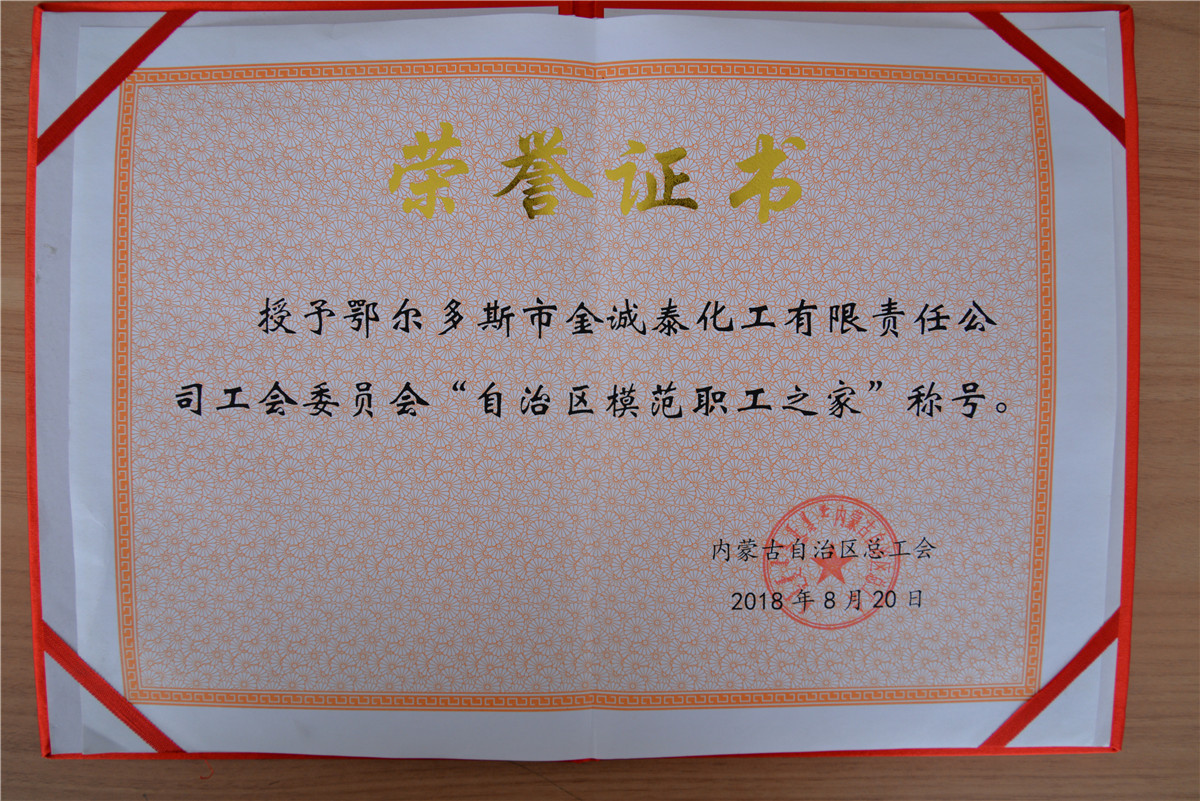 荣誉证书
授予鄂尔多斯市金诚泰化工有限责任公
司工会委员会“自治区模范职工之家”称号。
内蒙古自治区总工会
2018年8月20日